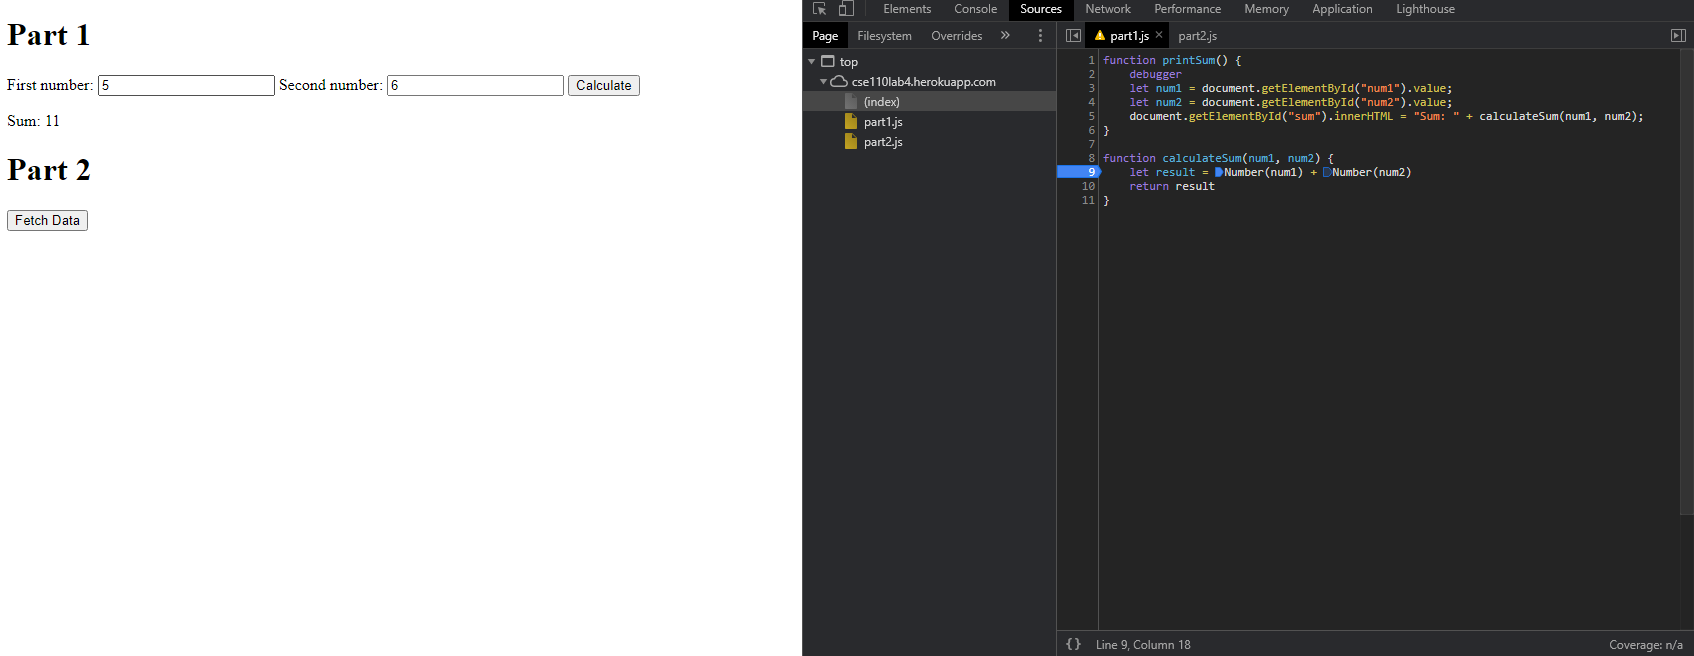 Part 1
First number: 5 Second number: 6 Calculate
Sum: 11
Part 2
Fetch Data
Elements Console Sources Network Performance Memory Application Lighthouse
Page Filesystem Overrides »
top
cse110lab4.herokuapp.com
(index)
part1.js
part2.js
part1.js × part2.js
1 function printSum() {
2     debugger
3     let num1 = document.getElementById("num1").value;
4     let num2 = document.getElementById("num2").value;
5     document.getElementById("sum").innerHTML = "Sum: " + calculateSum(num1, num2);
6 }
7
8 function calculateSum(num1, num2) {
9     let result = Number(num1) + Number(num2)
10     return result
11 }
{} Line 9, Column 18 Coverage: n/a